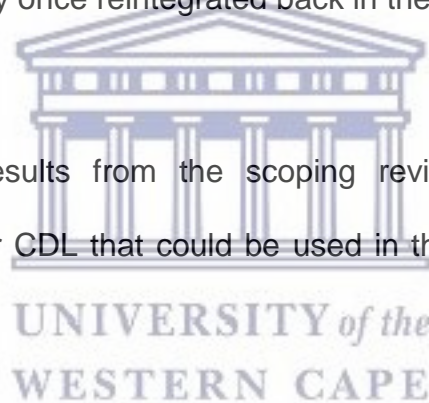 y once reintegrated back in the
esults from the scoping revi
r CDL that could be used in th
UNIVERSITY of the
WESTERN CAPE